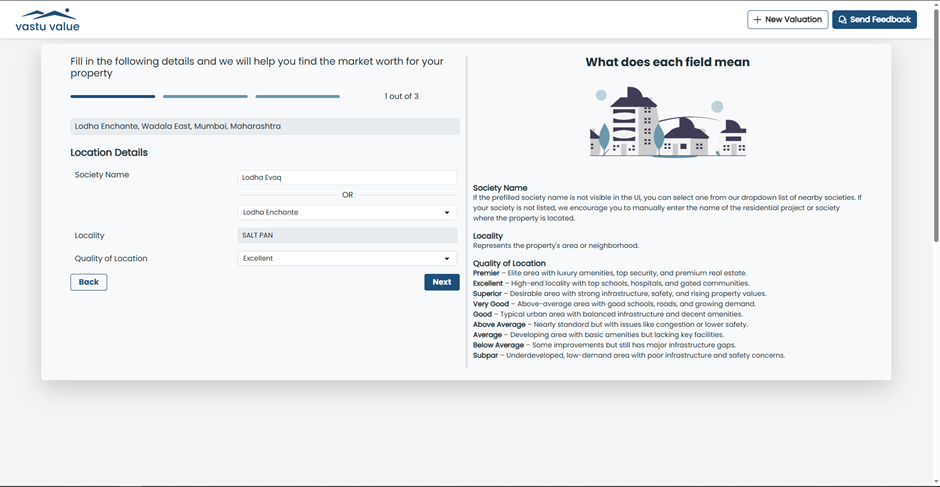 vastu value
+ New Valuation
Send Feedback
Fill in the following details and we will help you find the market worth for your
property
1 out of 3
Lodha Enchante, Wadala East, Mumbai, Maharashtra
Location Details
Society Name
Lodha Evoq
OR
Lodha Enchante
Locality
SALT PAN
Quality of Location
Excellent
Back
Next
What does each field mean
Society Name
If the prefilled society name is not visible in the UI, you can select one from our dropdown list of nearby societies. If
your society is not listed, we encourage you to manually enter the name of the residential project or society
where the property is located.
Locality
Represents the property's area or neighborhood.
Quality of Location
Premier – Elite area with luxury amenities, top security, and premium real estate.
Excellent – High-end locality with top schools, hospitals, and gated communities.
Superior – Desirable area with strong infrastructure, safety, and rising property values.
Very Good – Above-average area with good schools, roads, and growing demand.
Good – Typical urban area with balanced infrastructure and decent amenities.
Above Average – Nearly standard but with issues like congestion or lower safety.
Average – Developing area with basic amenities but lacking key facilities.
Below Average – Some improvements but still has major infrastructure gaps.
Subpar – Underdeveloped, low-demand area with poor infrastructure and safety concerns.